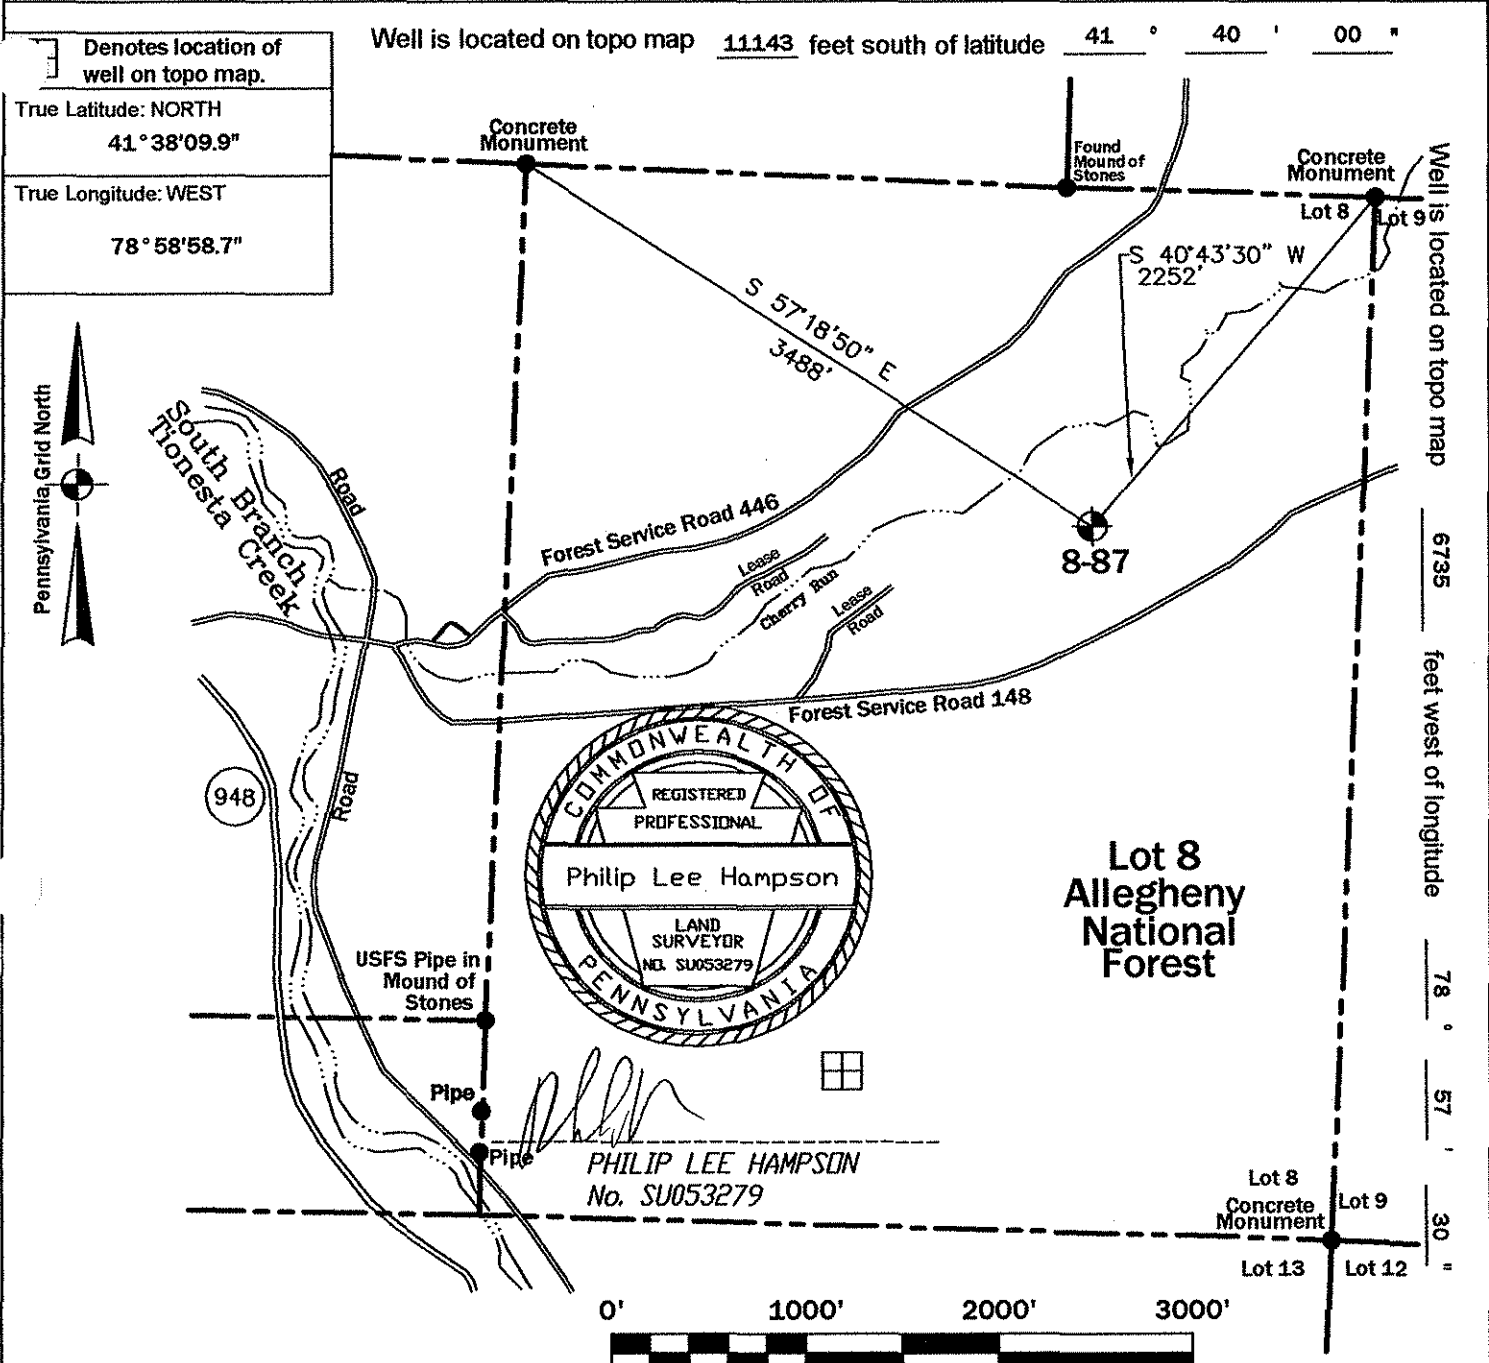 Denotes location of
well on topo map.
Well is located on topo map 11143 feet south of latitude 41 ° 40 ' 00 "
True Latitude: NORTH
41°38'09.9"
True Longitude: WEST
78°58'58.7"
Concrete
Monument
Found
Mound of
Stones
Concrete
Monument
Lot 8
Lot 9
Well is located on topo map 6735 feet west of longitude 78 ° 57 ' 30 "
S 40°43'30" W
2252'
S 57°18'50" E
3488'
Pennsylvania Grid North
South Branch
Tionesta Creek
Road
Forest Service Road 446
Lease
Road
Cherry Run
Lease
Road
8-87
Forest Service Road 148
948
Road
COMMONWEALTH OF
REGISTERED
PROFESSIONAL
Philip Lee Hampson
LAND
SURVEYOR
NO. SU053279
PENNSYLVANIA
Lot 8
Allegheny
National
Forest
USFS Pipe in
Mound of
Stones
Pipe
Pipe
PHILIP LEE HAMPSON
No. SU053279
Lot 8
Concrete
Monument
Lot 9
Lot 13
Lot 12
0' 1000' 2000' 3000'